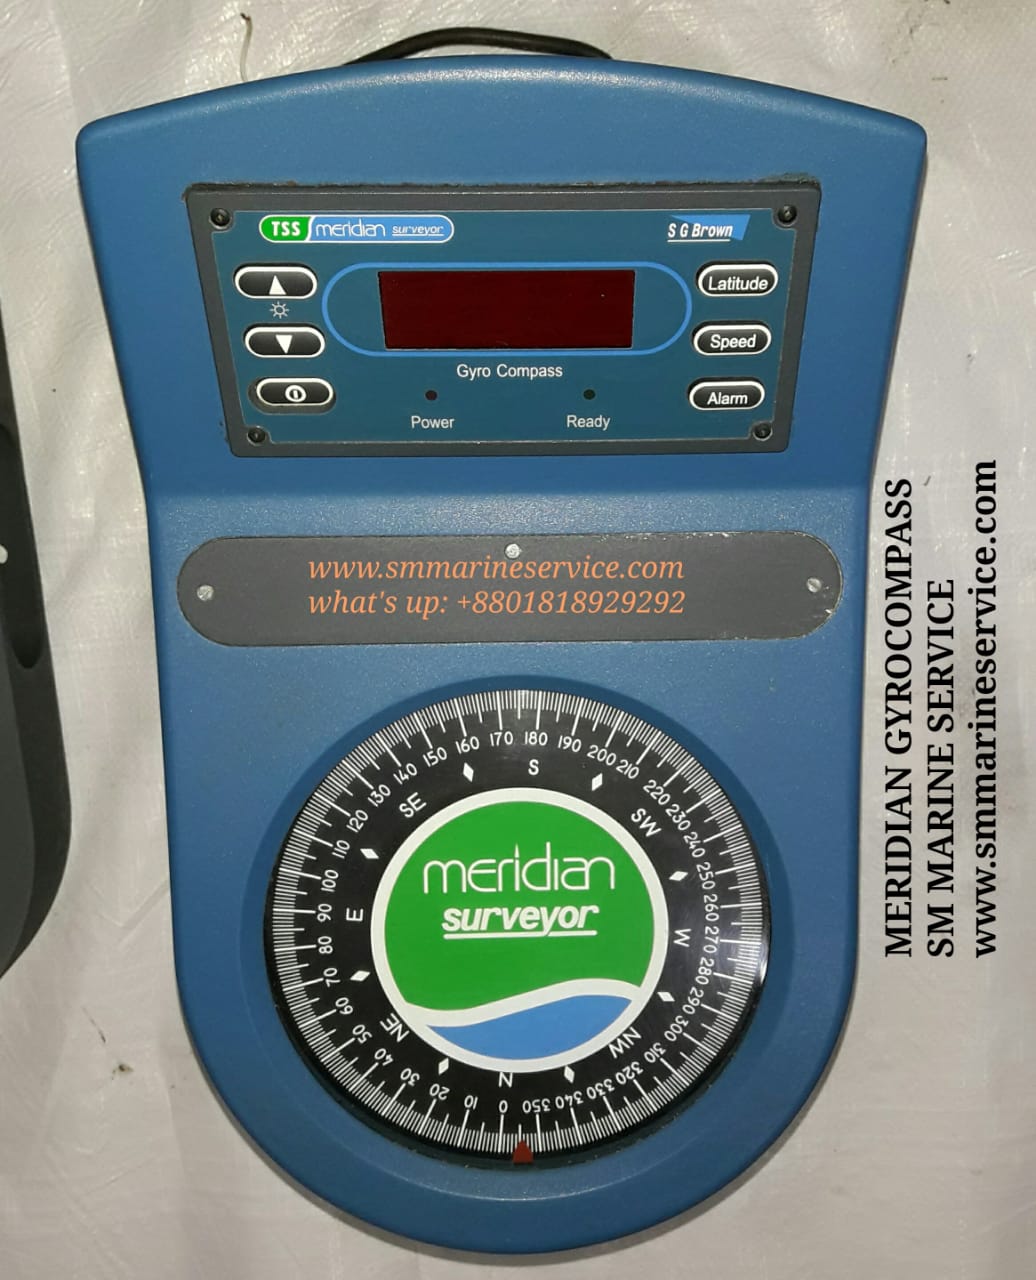 TSS meridian surveyor
S G Brown
Latitude
Speed
Gyro Compass
Alarm
Power
Ready
www.smmarineservice.com
what's up: +8801818929292
MERIDIAN GYROCOMPASS
SM MARINE SERVICE
www.smmarineservice.com
0 10 20 30 40 50 60 70 80 90 100 110 120 130 140 150 160 170 180 190 200 210 220 230 240 250 260 270 280 290 300 310 320 330 340 350
N NE E SE S SW W NW
meridian
surveyor